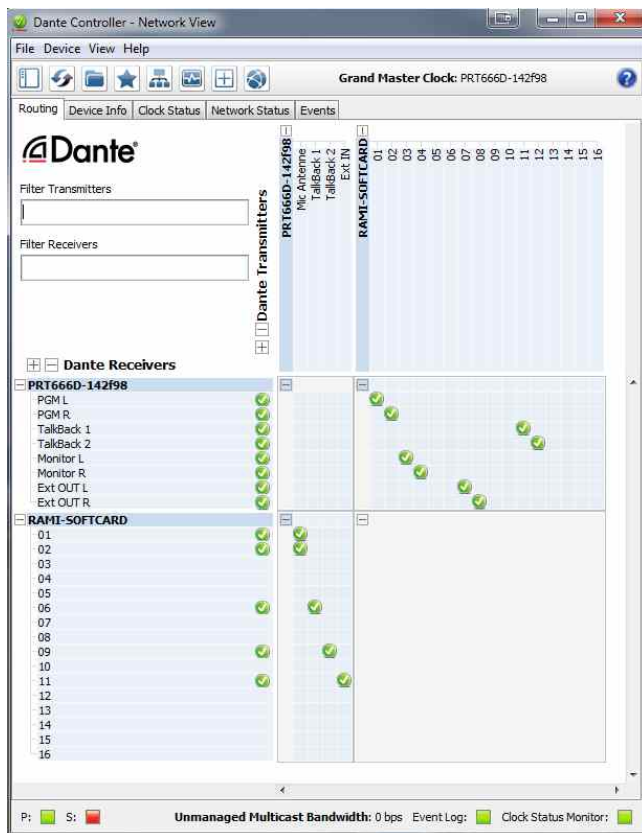 Dante Controller - Network View
File Device View Help
Grand Master Clock: PRT666D-142f98
Routing Device Info Clock Status Network Status Events
Dante®
Filter Transmitters
Filter Receivers
Dante Transmitters
PRT666D-142f98
Mic Antenne
TalkBack 1
TalkBack 2
Ext IN
RAMI-SOFTCARD
01
02
03
04
05
06
07
08
09
10
11
12
13
14
15
16
Dante Receivers
PRT666D-142f98
PGM L
PGM R
TalkBack 1
TalkBack 2
Monitor L
Monitor R
Ext OUT L
Ext OUT R
RAMI-SOFTCARD
01
02
03
04
05
06
07
08
09
10
11
12
13
14
15
16
P: S: Unmanaged Multicast Bandwidth: 0 bps Event Log: Clock Status Monitor: